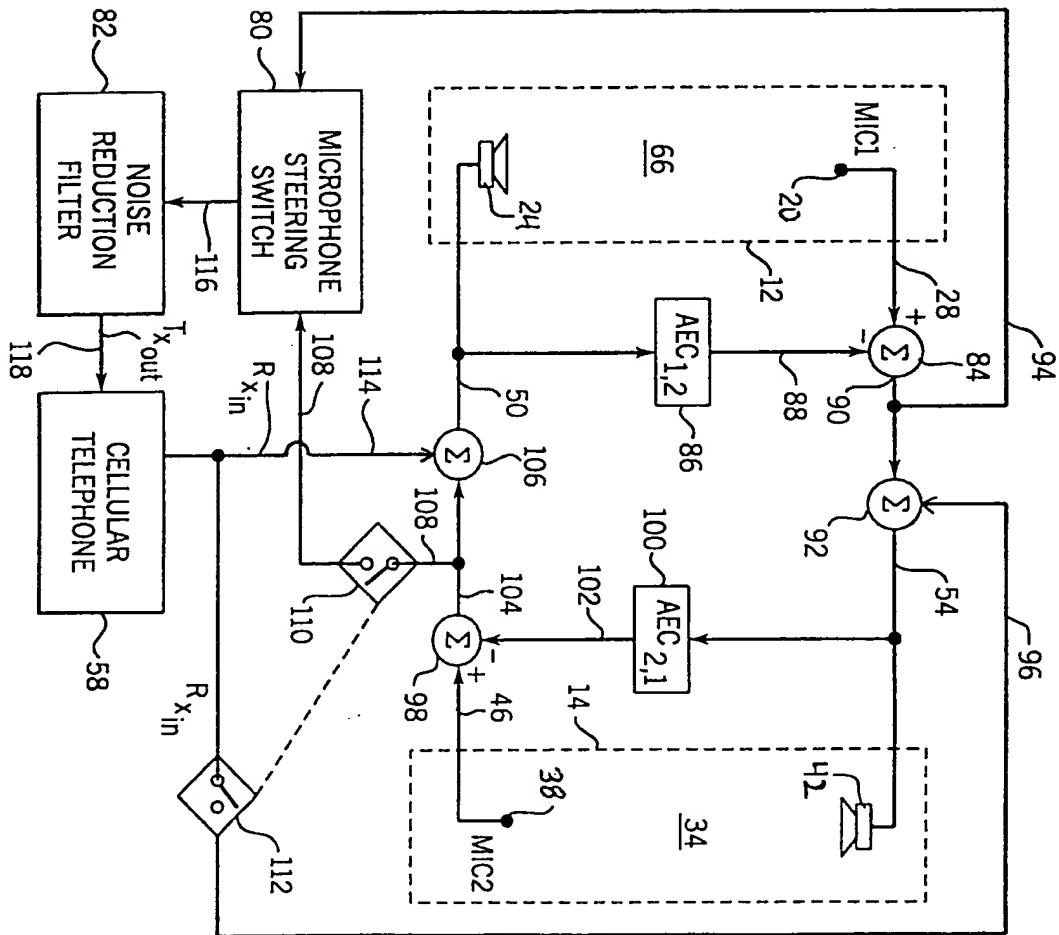 94
96
28
+
-
Σ
84
54
MIC1
90
Σ
92
42
20
12
88
100
AEC1,2
AEC2,1
34
66
86
102
14
38
24
50
106
Σ
108
104
-
Σ
+
46
MIC2
98
80
MICROPHONE
STEERING
SWITCH
108
114
Rxin
110
112
116
Rxin
82
NOISE
REDUCTION
FILTER
Txout
118
CELLULAR
TELEPHONE
58